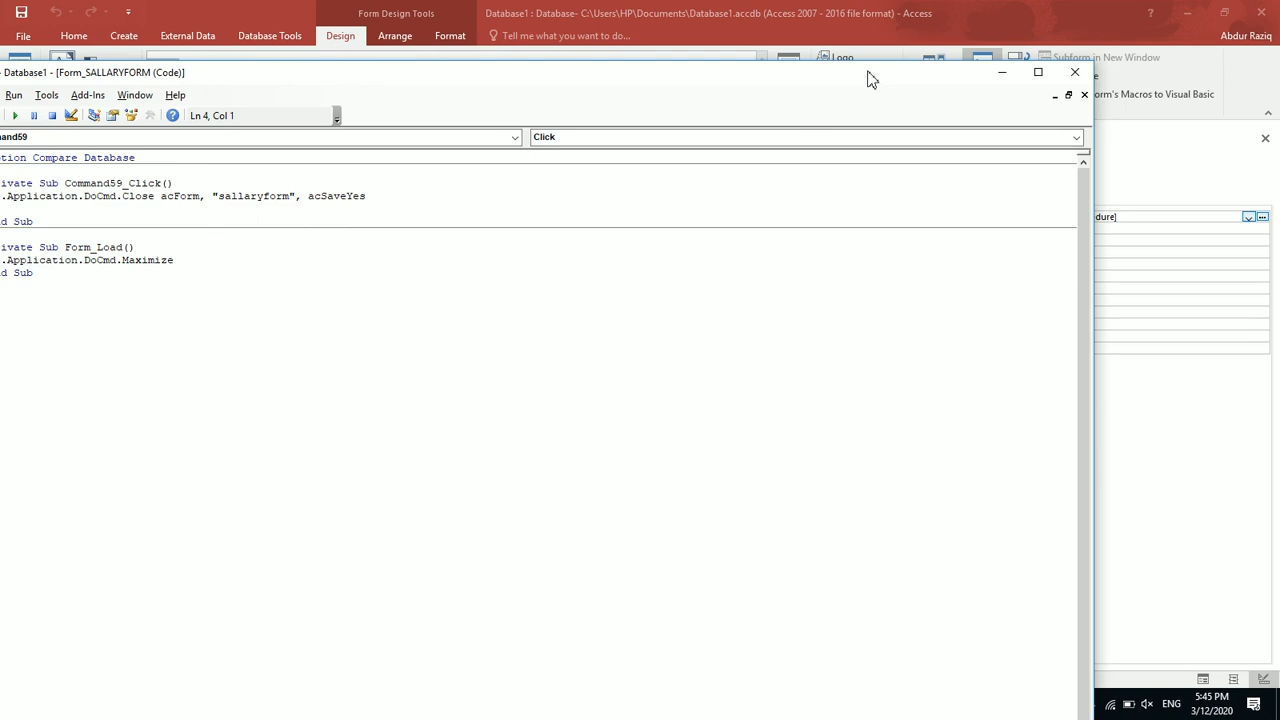 Form Design Tools
Database1 : Database- C:\Users\HP\Documents\Database1.accdb (Access 2007 - 2016 file format) - Access
?
File Home Create External Data Database Tools Design Arrange Format Tell me what you want to do... Abdur Raziq
Logo
Subform in New Window
- Database1 - [Form_SALLARYFORM (Code)]
Run Tools Add-Ins Window Help
orm's Macros to Visual Basic
Ln 4, Col 1
nand59
Click
tion Compare Database
ivate Sub Command59_Click()
.Application.DoCmd.Close acForm, "sallaryform", acSaveYes
d Sub
ivate Sub Form_Load()
.Application.DoCmd.Maximize
d Sub
dure]
ENG
5:45 PM
3/12/2020